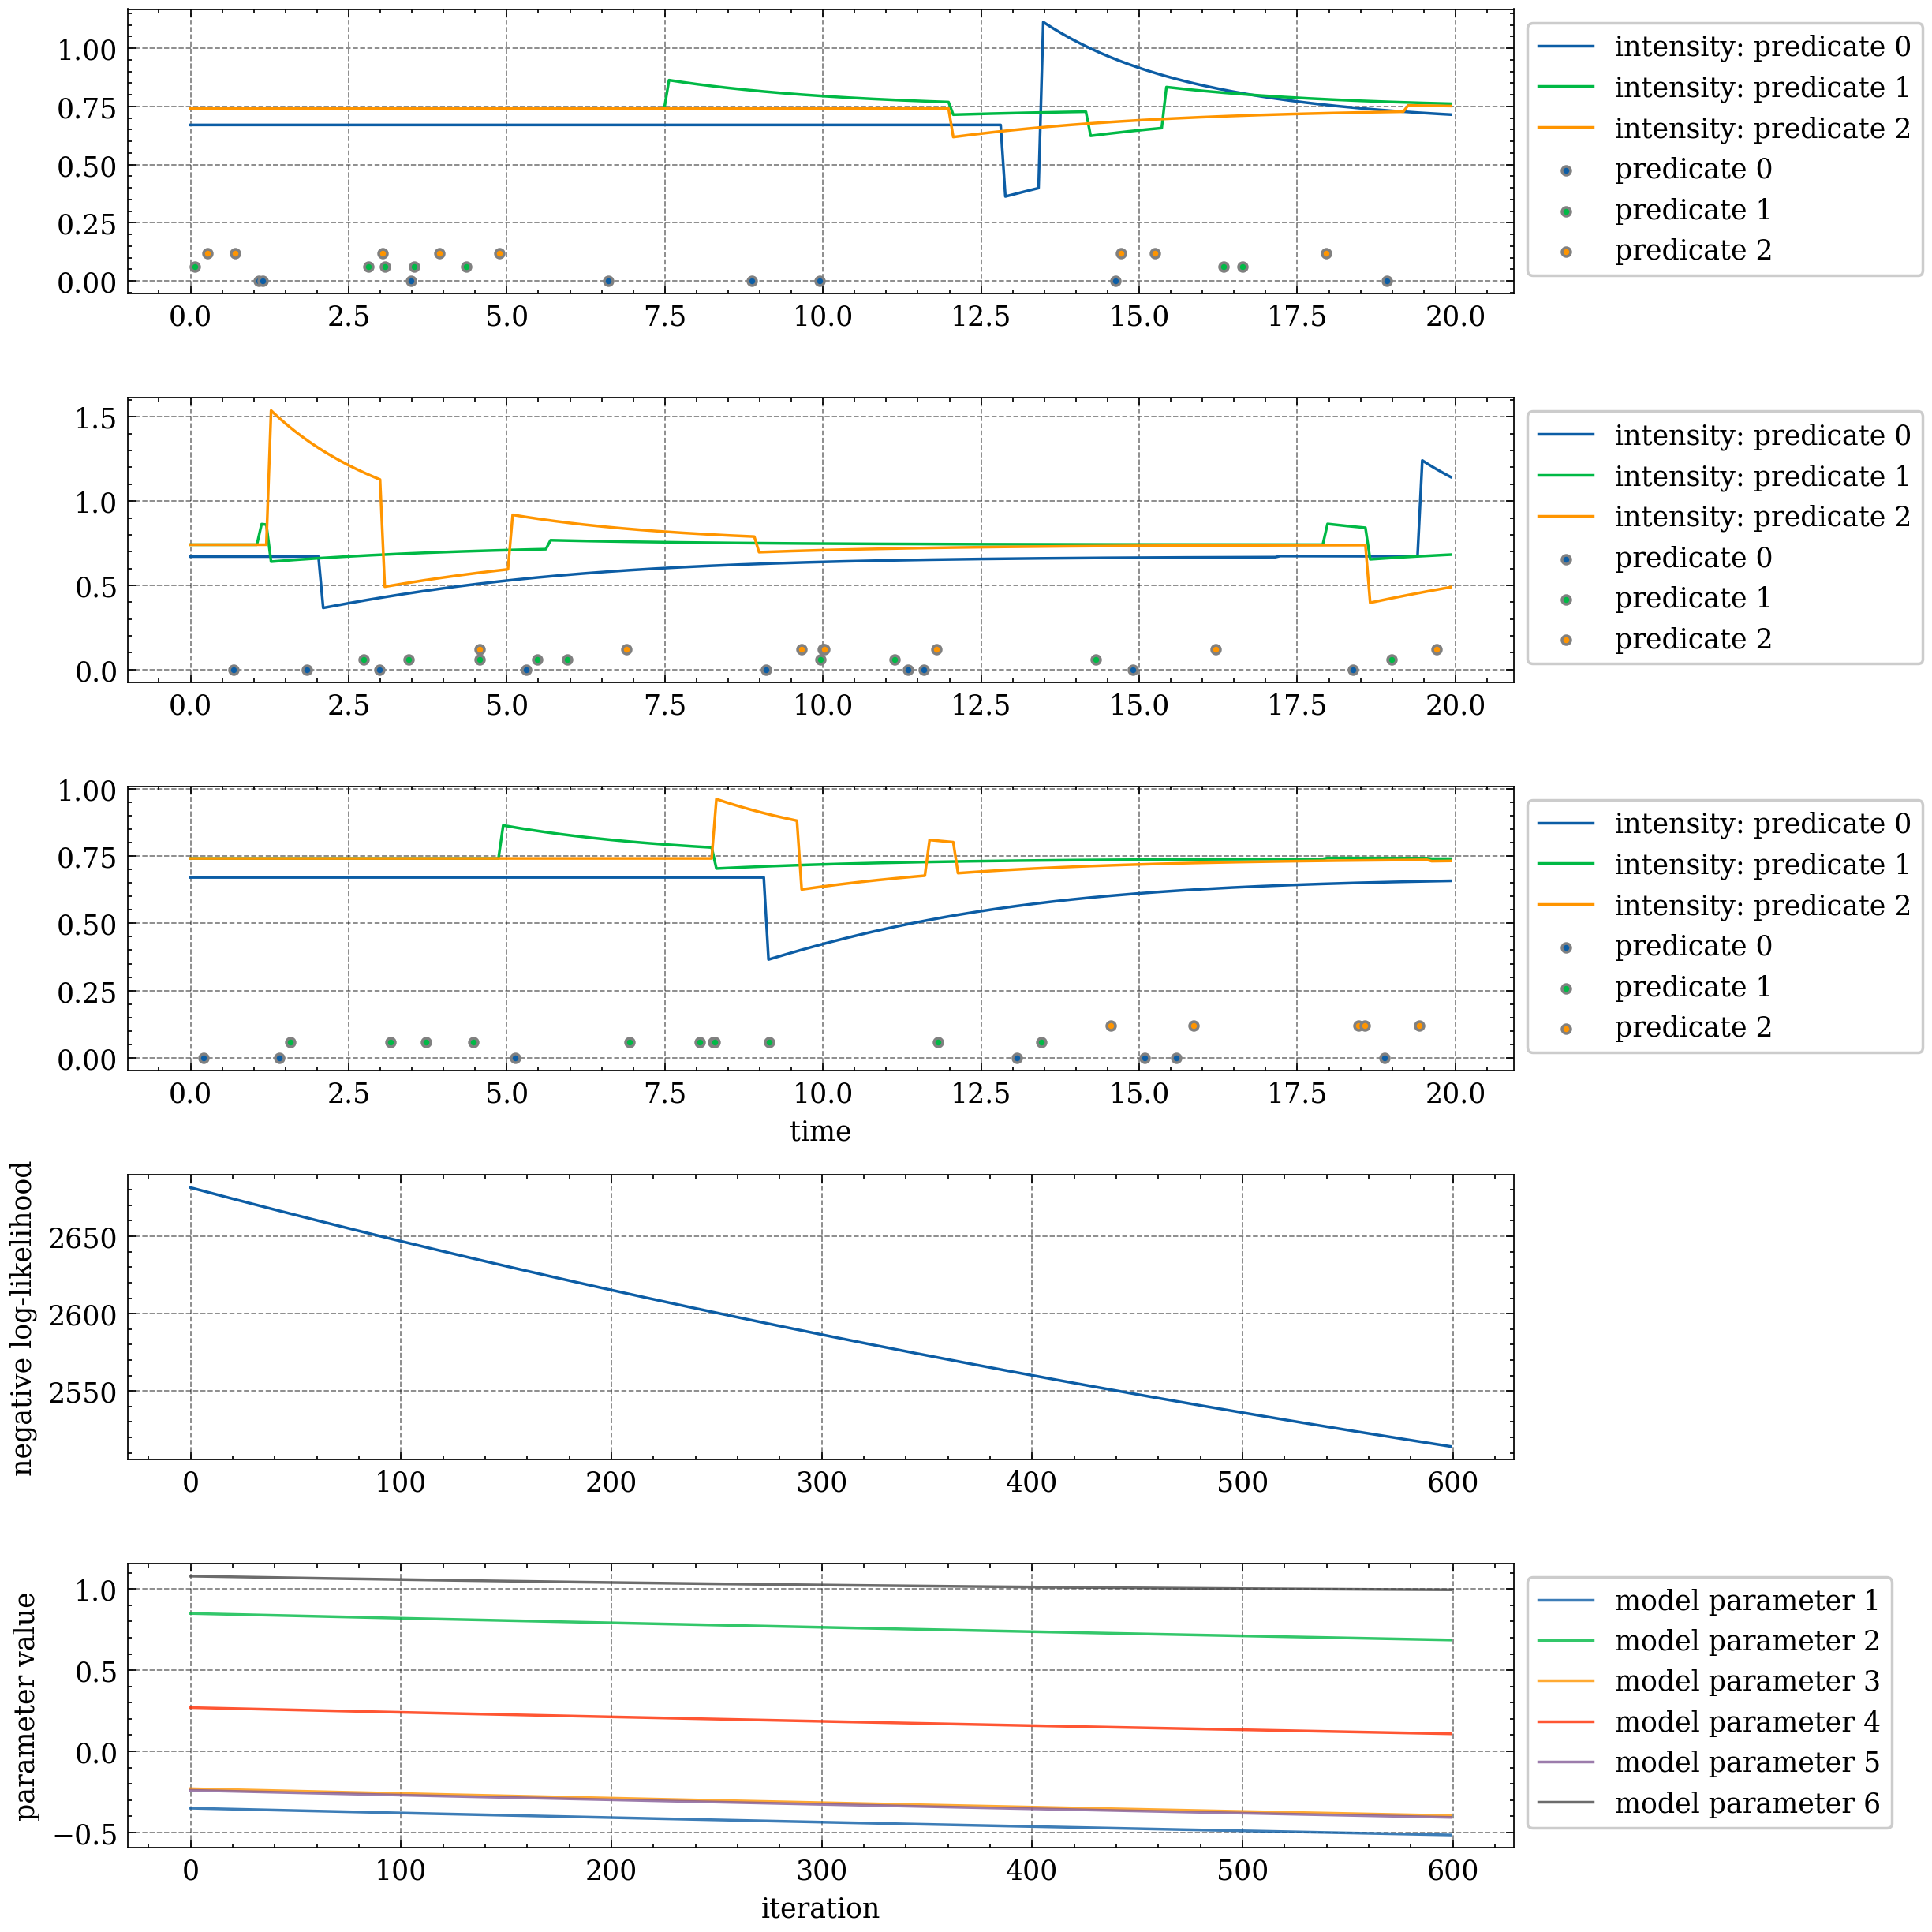 1.00
0.75
0.50
0.25
0.00
0.0 2.5 5.0 7.5 10.0 12.5 15.0 17.5 20.0
intensity: predicate 0
intensity: predicate 1
intensity: predicate 2
predicate 0
predicate 1
predicate 2
1.5
1.0
0.5
0.0
0.0 2.5 5.0 7.5 10.0 12.5 15.0 17.5 20.0
intensity: predicate 0
intensity: predicate 1
intensity: predicate 2
predicate 0
predicate 1
predicate 2
1.00
0.75
0.50
0.25
0.00
0.0 2.5 5.0 7.5 10.0 12.5 15.0 17.5 20.0
time
intensity: predicate 0
intensity: predicate 1
intensity: predicate 2
predicate 0
predicate 1
predicate 2
negative log-likelihood
2650
2600
2550
0 100 200 300 400 500 600
parameter value
1.0
0.5
0.0
−0.5
0 100 200 300 400 500 600
iteration
model parameter 1
model parameter 2
model parameter 3
model parameter 4
model parameter 5
model parameter 6